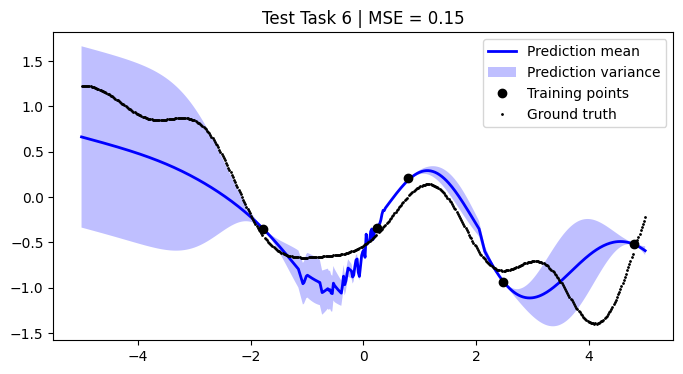 Test Task 6 | MSE = 0.15
Prediction mean
Prediction variance
Training points
Ground truth
1.5
1.0
0.5
0.0
−0.5
−1.0
−1.5
−4
−2
0
2
4